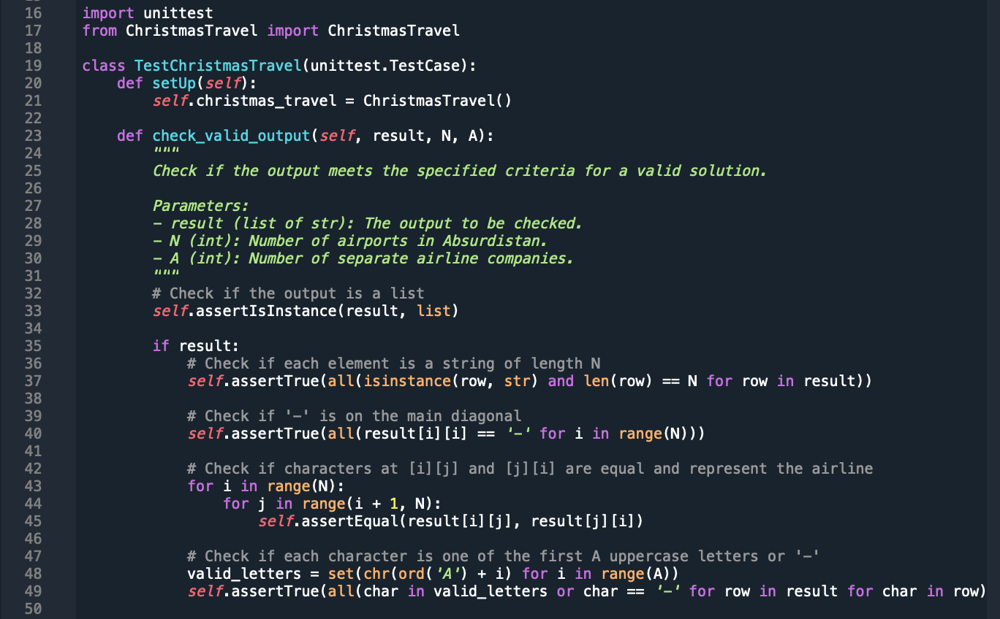 16 import unittest
17 from ChristmasTravel import ChristmasTravel
18
19 class TestChristmasTravel(unittest.TestCase):
20     def setUp(self):
21         self.christmas_travel = ChristmasTravel()
22
23     def check_valid_output(self, result, N, A):
24         """
25         Check if the output meets the specified criteria for a valid solution.
26
27         Parameters:
28         - result (list of str): The output to be checked.
29         - N (int): Number of airports in Absurdistan.
30         - A (int): Number of separate airline companies.
31         """
32         # Check if the output is a list
33         self.assertIsInstance(result, list)
34
35         if result:
36             # Check if each element is a string of length N
37             self.assertTrue(all(isinstance(row, str) and len(row) == N for row in result))
38
39             # Check if '-' is on the main diagonal
40             self.assertTrue(all(result[i][i] == '-' for i in range(N)))
41
42             # Check if characters at [i][j] and [j][i] are equal and represent the airline
43             for i in range(N):
44                 for j in range(i + 1, N):
45                     self.assertEqual(result[i][j], result[j][i])
46
47             # Check if each character is one of the first A uppercase letters or '-'
48             valid_letters = set(chr(ord('A') + i) for i in range(A))
49             self.assertTrue(all(char in valid_letters or char == '-' for row in result for char in row)
50